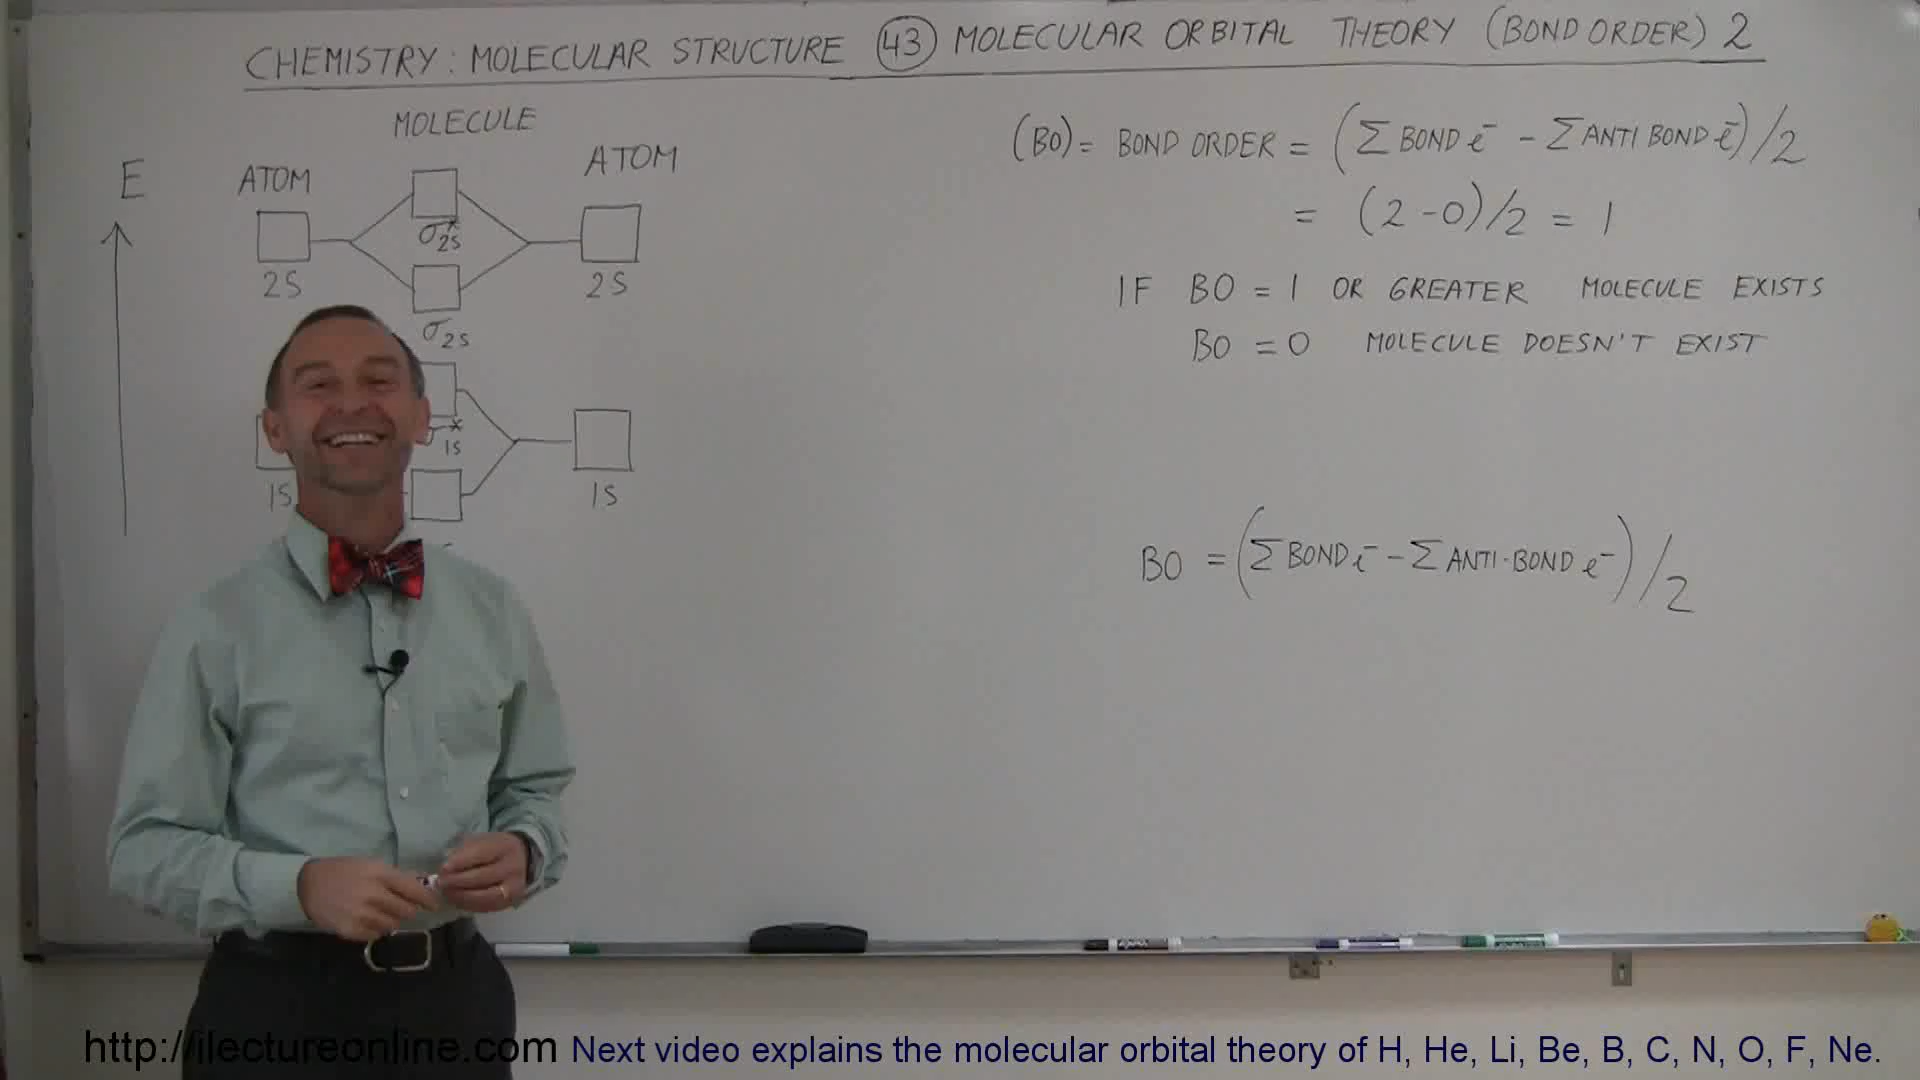 CHEMISTRY: MOLECULAR STRUCTURE 43 MOLECULAR ORBITAL THEORY (BOND ORDER) 2
MOLECULE
ATOM
ATOM
E
σ*2s
2S
2S
σ2s
*
1s
1S
1S
(BO) = BOND ORDER = (Σ BOND e⁻ - Σ ANTI BOND e⁻)/2
= (2-0)/2 = 1
IF BO = 1 OR GREATER MOLECULE EXISTS
BO = 0 MOLECULE DOESN'T EXIST
BO = (Σ BOND e⁻ - Σ ANTI-BOND e⁻)/2
http://ilectureonline.com Next video explains the molecular orbital theory of H, He, Li, Be, B, C, N, O, F, Ne.